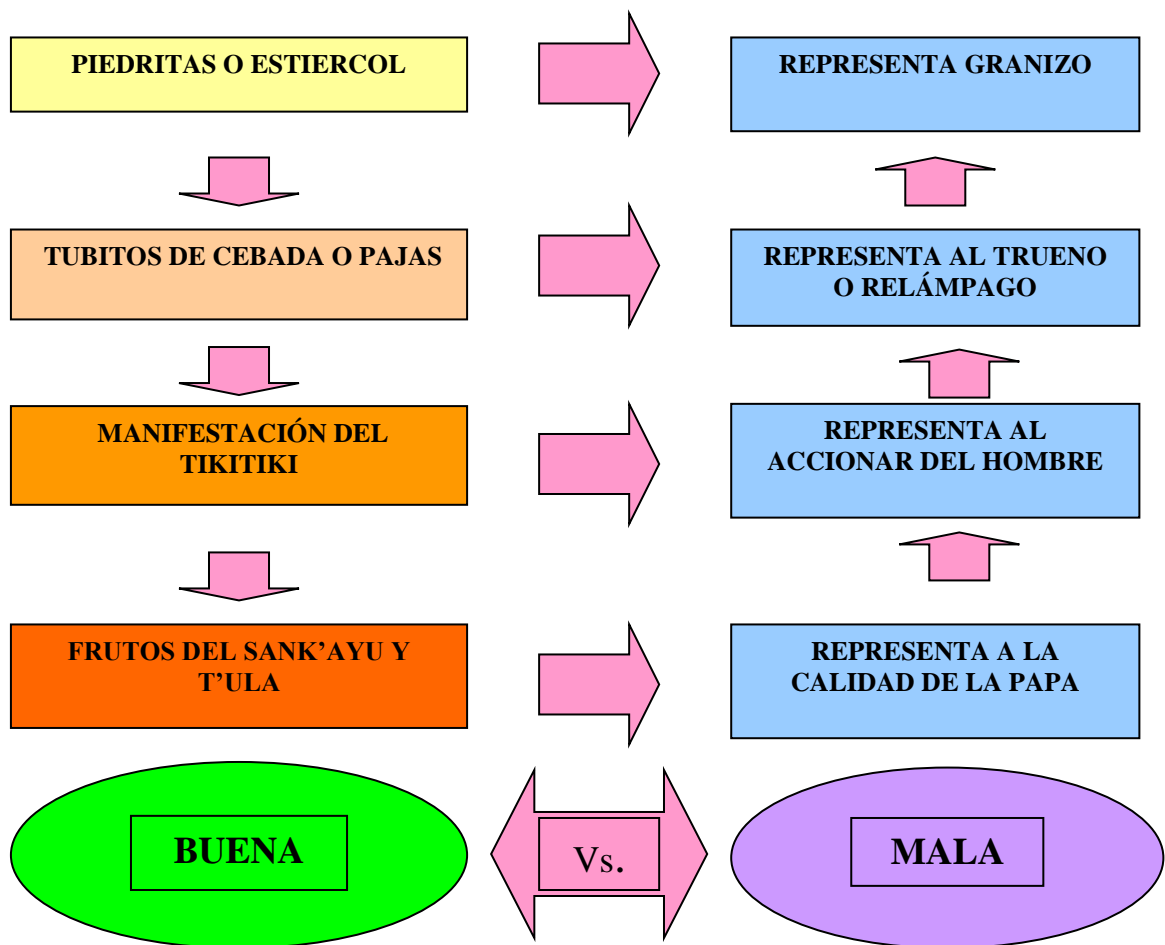 PIEDRITAS O ESTIERCOL
REPRESENTA GRANIZO
TUBITOS DE CEBADA O PAJAS
REPRESENTA AL TRUENO
O RELÁMPAGO
MANIFESTACIÓN DEL
TIKITIKI
REPRESENTA AL
ACCIONAR DEL HOMBRE
FRUTOS DEL SANK’AYU Y
T’ULA
REPRESENTA A LA
CALIDAD DE LA PAPA
BUENA
Vs.
MALA